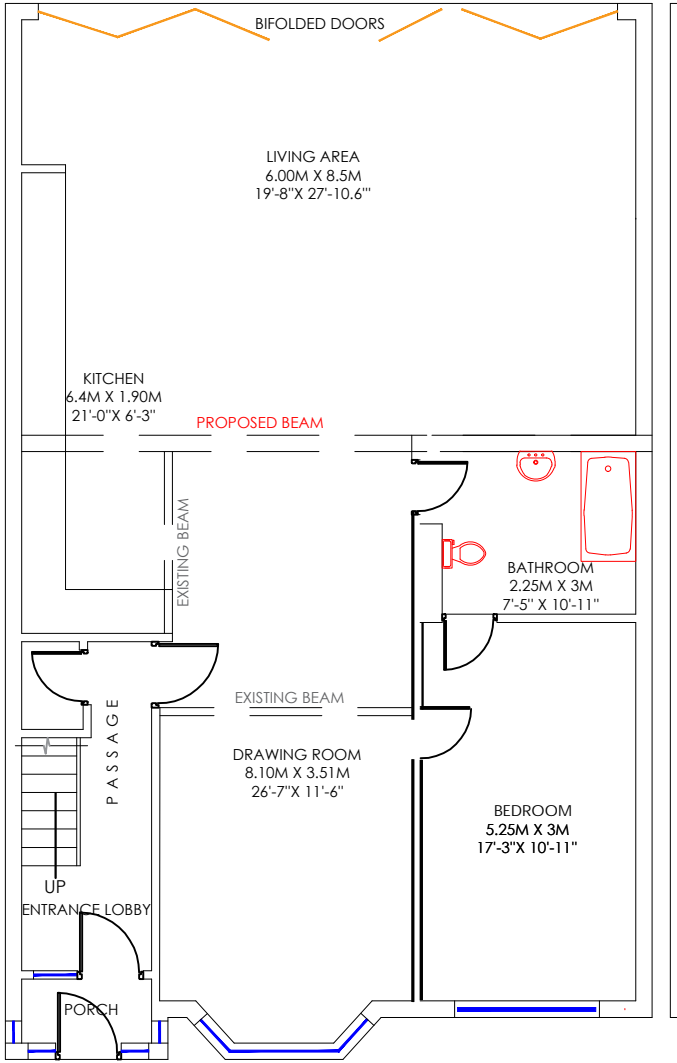 BIFOLDED DOORS
LIVING AREA
6.00M X 8.5M
19'-8"X 27'-10.6'"
KITCHEN
6.4M X 1.90M
21'-0"X 6'-3"
PROPOSED BEAM
EXISTING BEAM
BATHROOM
2.25M X 3M
7'-5" X 10'-11"
EXISTING BEAM
PASSAGE
DRAWING ROOM
8.10M X 3.51M
26'-7"X 11'-6"
BEDROOM
5.25M X 3M
17'-3"X 10'-11"
UP
ENTRANCE LOBBY
PORCH